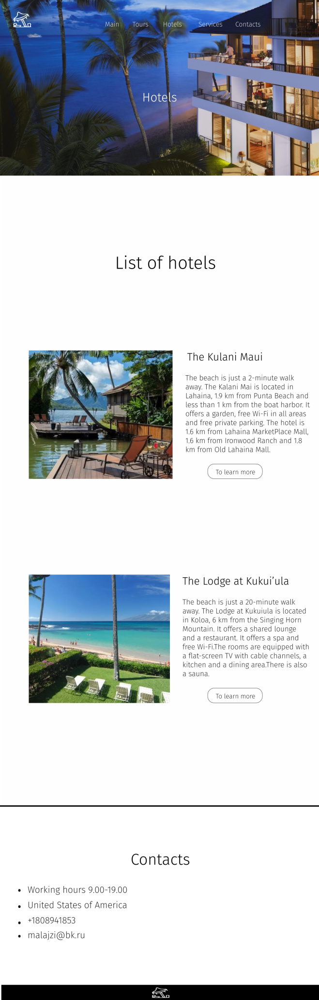 Main Tours Hotels Services Contacts
Hotels
List of hotels
The Kulani Maui
The beach is just a 2-minute walk
away. The Kalani Mai is located in
Lahaina, 1.9 km from Punta Beach and
less than 1 km from the boat harbor. It
offers a garden, free Wi-Fi in all areas
and free private parking. The hotel is
1.6 km from Lahaina MarketPlace Mall,
1.6 km from Ironwood Ranch and 1.8
km from Old Lahaina Mall.
To learn more
The Lodge at Kukui’ula
The beach is just a 20-minute walk
away. The Lodge at Kukuiula is located
in Koloa, 6 km from the Singing Horn
Mountain. It offers a shared lounge
and a restaurant. It offers a spa and
free Wi-Fi.The rooms are equipped with
a flat-screen TV with cable channels, a
kitchen and a dining area.There is also
a sauna.
To learn more
Contacts
• Working hours 9.00-19.00
• United States of America
• +1808941853
• malajzi@bk.ru